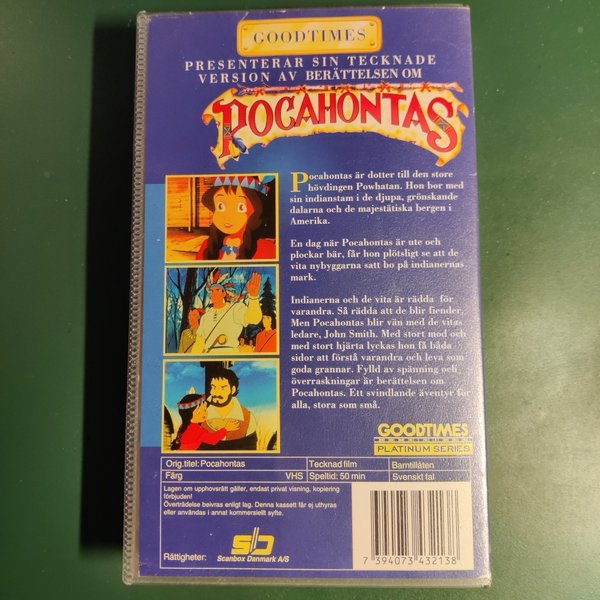 GOODTIMES
PRESENTERAR SIN TECKNADE
VERSION AV BERÄTTELSEN OM
POCAHONTAS
Pocahontas är dotter till den store
hövdingen Powhatan. Hon bor med
sin indianstam i de djupa, grönskande
dalarna och de majestätiska bergen i
Amerika.
En dag när Pocahontas är ute och
plockar bär, får hon plötsligt se att de
vita nybyggarna satt bo på indianernas
mark.
Indianerna och de vita är rädda för
varandra. Så rädda att de blir fiender.
Men Pocahontas blir vän med de vitas
ledare, John Smith. Med stort mod och
med stort hjärta lyckas hon få båda
sidor att förstå varandra och leva som
goda grannar. Fylld av spänning och
överraskningar är berättelsen om
Pocahontas. Ett svindlande äventyr för
alla, stora som små.
GOODTIMES
PLATINUM SERIES
Orig.titel: Pocahontas Tecknad film Barntillåten
Färg VHS Speltid: 50 min Svenskt tal
Lagen om upphovsrätt gäller, endast privat visning, kopiering
förbjuden!
Överträdelse beivras enligt lag. Denna kassett får ej uthyras
eller användas i annat kommersiellt syfte.
Rättigheter:
Scanbox Danmark A/S
7 394073 432138